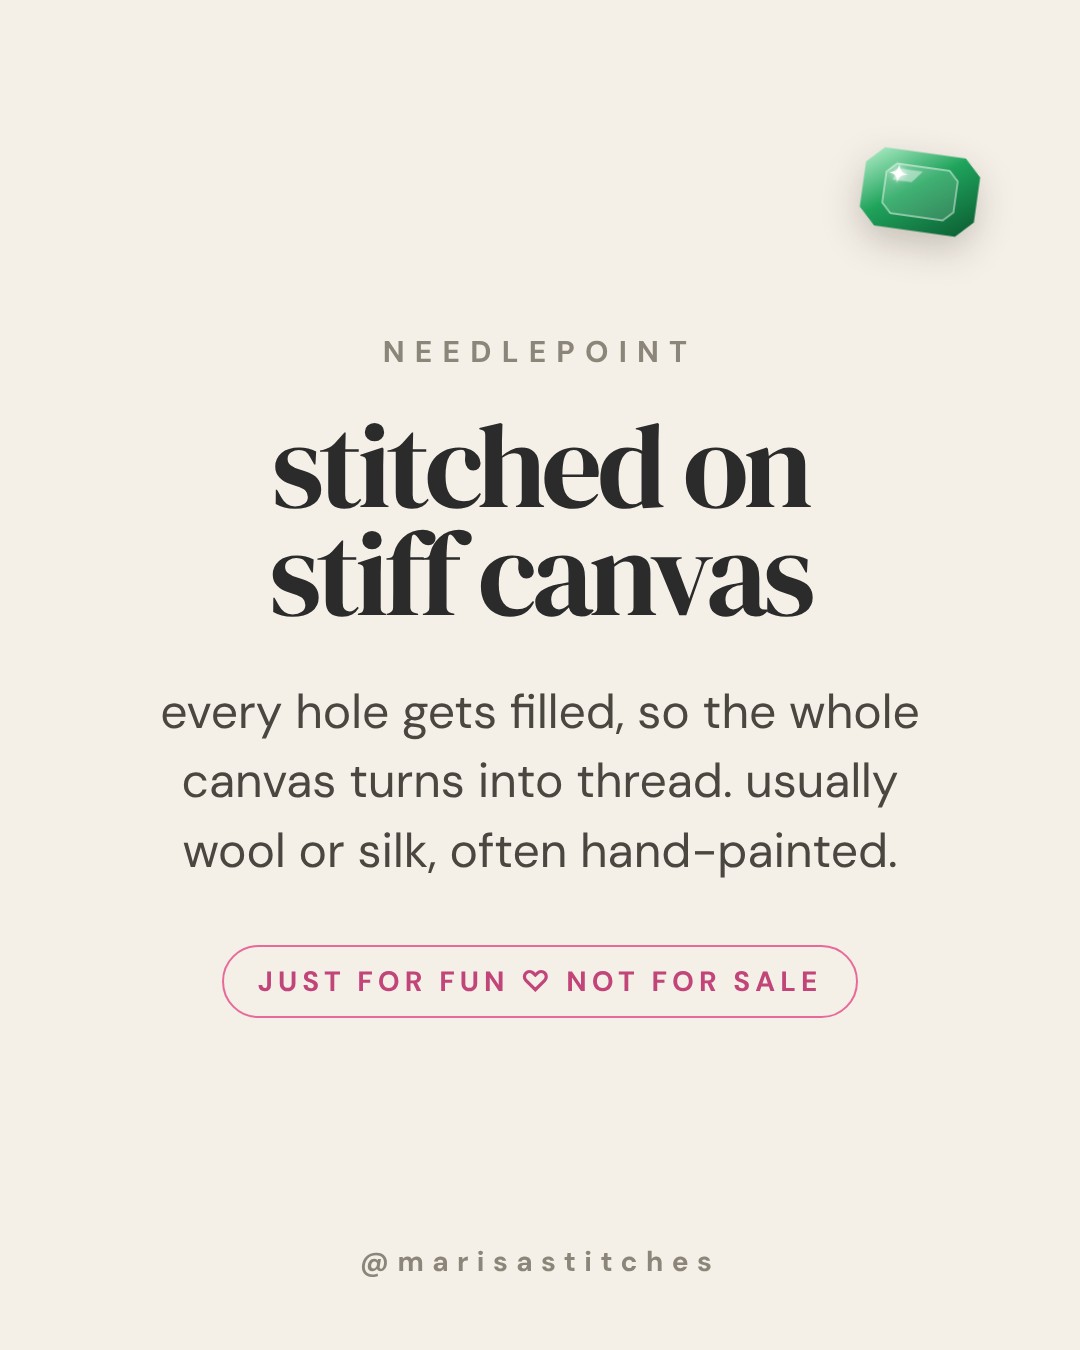 NEEDLEPOINT
stitched on
stiff canvas
every hole gets filled, so the whole
canvas turns into thread. usually
wool or silk, often hand-painted.
JUST FOR FUN ♡ NOT FOR SALE
@marisastitches